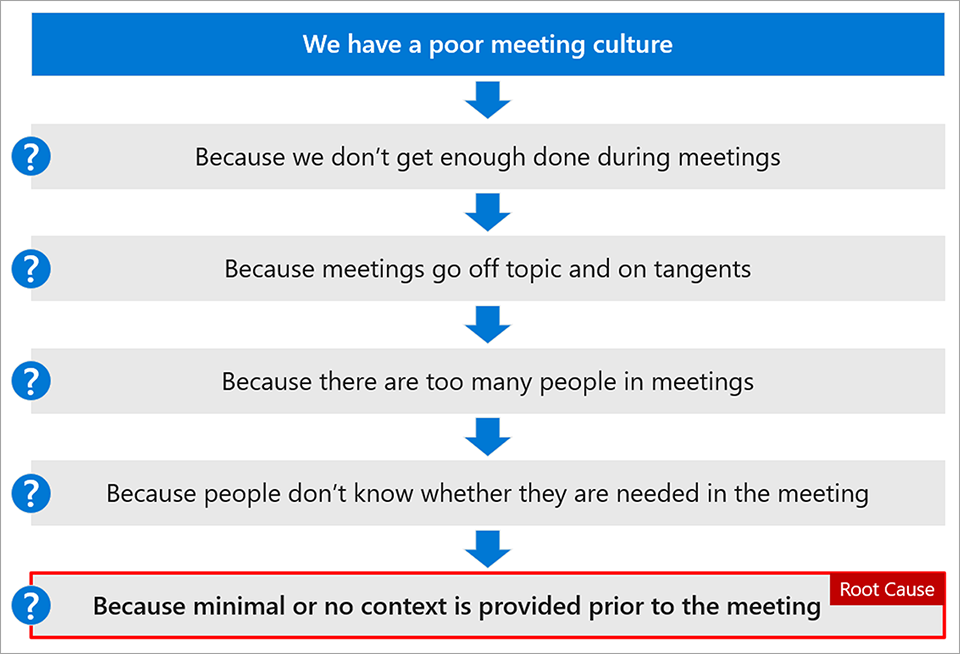 We have a poor meeting culture
?
Because we don’t get enough done during meetings
?
Because meetings go off topic and on tangents
?
Because there are too many people in meetings
?
Because people don’t know whether they are needed in the meeting
?
Because minimal or no context is provided prior to the meeting
Root Cause